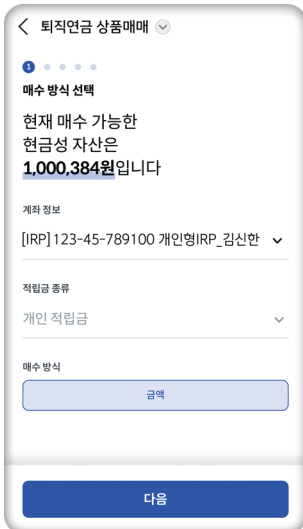 퇴직연금 상품매매
1
매수 방식 선택
현재 매수 가능한
현금성 자산은
1,000,384원입니다
계좌 정보
[IRP] 123-45-789100 개인형IRP_김신한
적립금 종류
개인 적립금
매수 방식
금액
다음